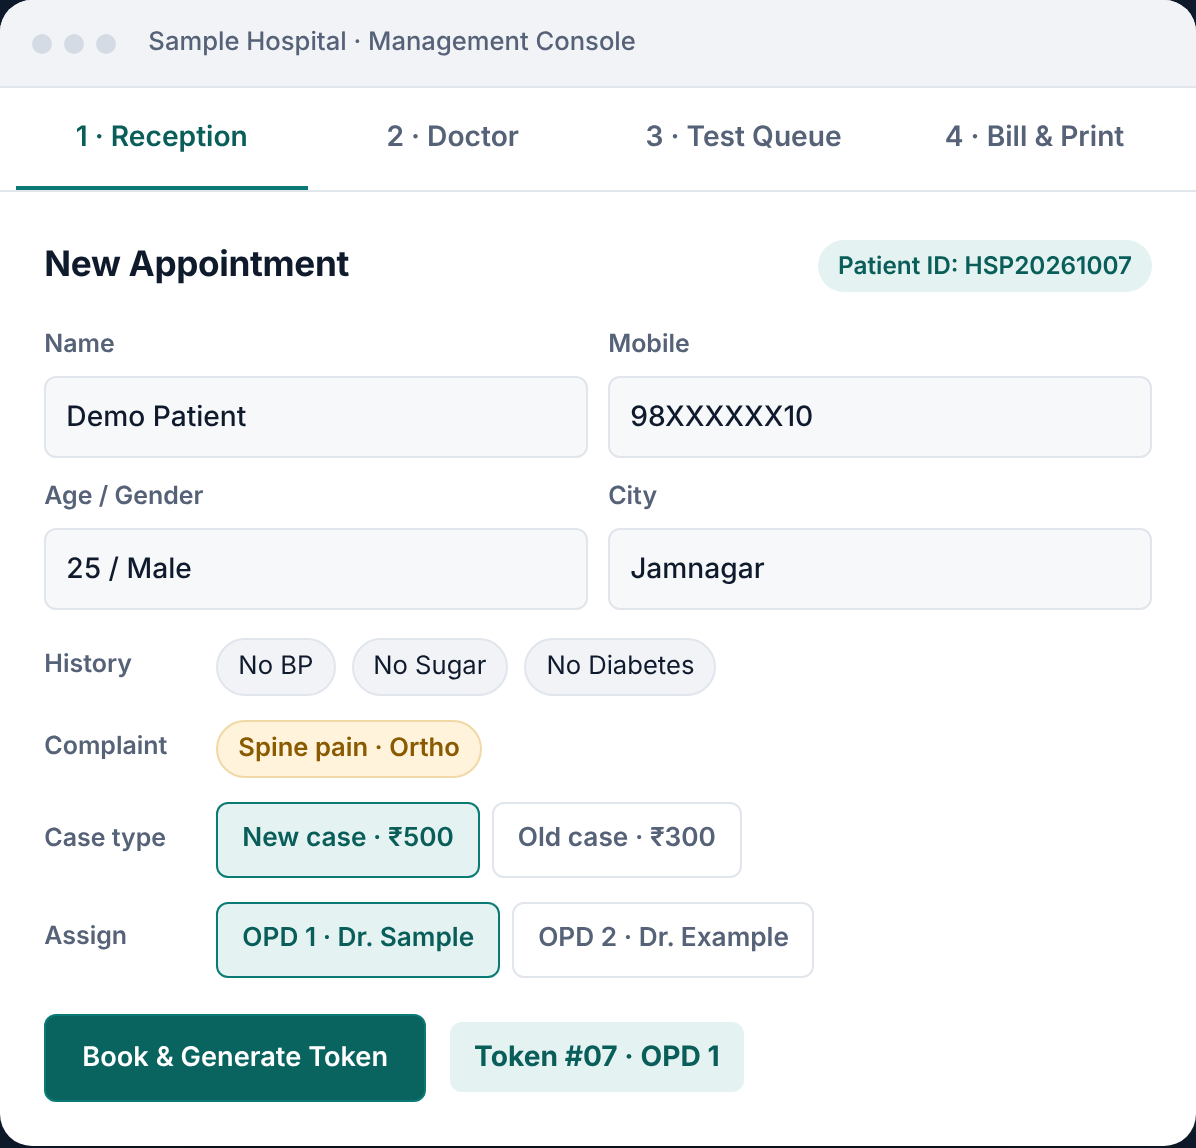 Sample Hospital · Management Console
1 · Reception
2 · Doctor
3 · Test Queue
4 · Bill & Print
New Appointment
Patient ID: HSP20261007
Name
Mobile
Demo Patient
98XXXXXX10
Age / Gender
City
25 / Male
Jamnagar
History
No BP
No Sugar
No Diabetes
Complaint
Spine pain · Ortho
Case type
New case · ₹500
Old case · ₹300
Assign
OPD 1 · Dr. Sample
OPD 2 · Dr. Example
Book & Generate Token
Token #07 · OPD 1